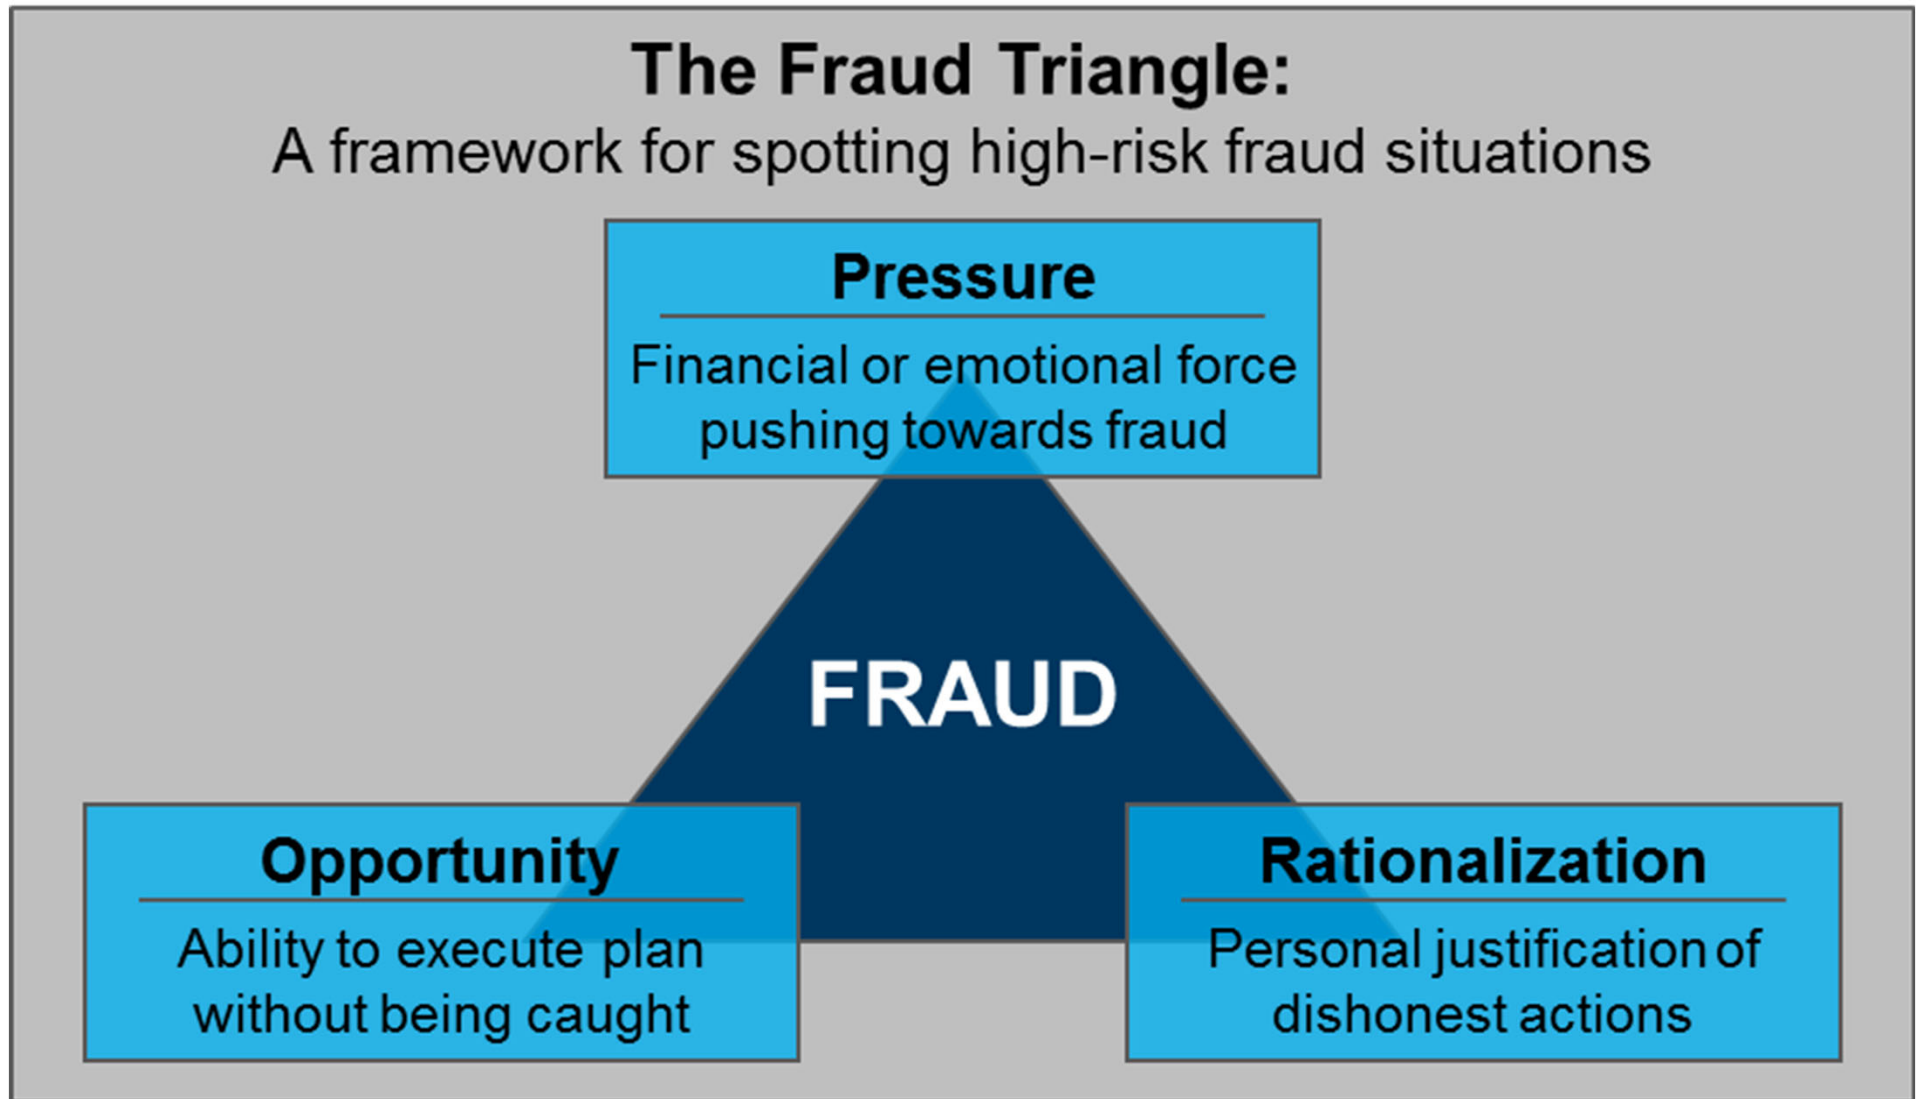 The Fraud Triangle:
A framework for spotting high-risk fraud situations
Pressure
Financial or emotional force
pushing towards fraud
FRAUD
Opportunity
Ability to execute plan
without being caught
Rationalization
Personal justification of
dishonest actions